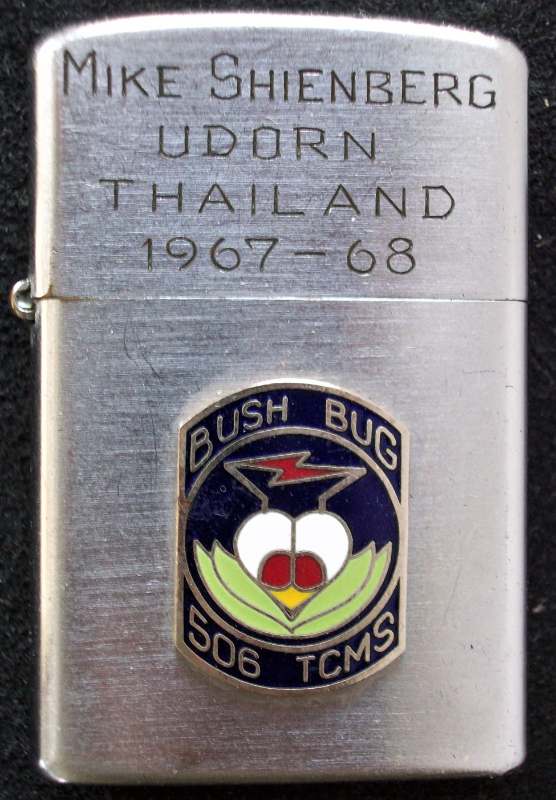 MIKE SHIENBERG
UDORN
THAILAND
1967-68
BUSH BUG
506 TCMS